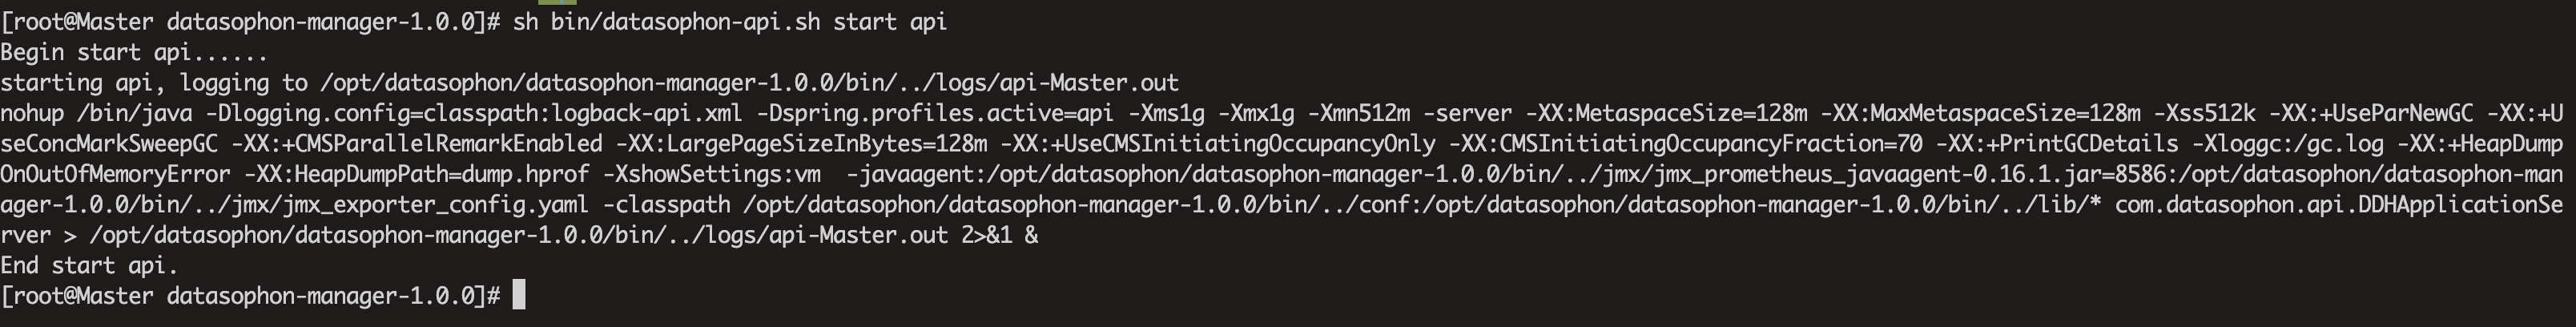 [root@Master datasophon-manager-1.0.0]# sh bin/datasophon-api.sh start api
Begin start api......
starting api, logging to /opt/datasophon/datasophon-manager-1.0.0/bin/../logs/api-Master.out
nohup /bin/java -Dlogging.config=classpath:logback-api.xml -Dspring.profiles.active=api -Xms1g -Xmx1g -Xmn512m -server -XX:MetaspaceSize=128m -XX:MaxMetaspaceSize=128m -Xss512k -XX:+UseParNewGC -XX:+U
seConcMarkSweepGC -XX:+CMSParallelRemarkEnabled -XX:LargePageSizeInBytes=128m -XX:+UseCMSInitiatingOccupancyOnly -XX:CMSInitiatingOccupancyFraction=70 -XX:+PrintGCDetails -Xloggc:/gc.log -XX:+HeapDump
OnOutOfMemoryError -XX:HeapDumpPath=dump.hprof -XshowSettings:vm  -javaagent:/opt/datasophon/datasophon-manager-1.0.0/bin/../jmx/jmx_prometheus_javaagent-0.16.1.jar=8586:/opt/datasophon/datasophon-man
ager-1.0.0/bin/../jmx/jmx_exporter_config.yaml -classpath /opt/datasophon/datasophon-manager-1.0.0/bin/../conf:/opt/datasophon/datasophon-manager-1.0.0/bin/../lib/* com.datasophon.api.DDHApplicationSe
rver > /opt/datasophon/datasophon-manager-1.0.0/bin/../logs/api-Master.out 2>&1 &
End start api.
[root@Master datasophon-manager-1.0.0]#